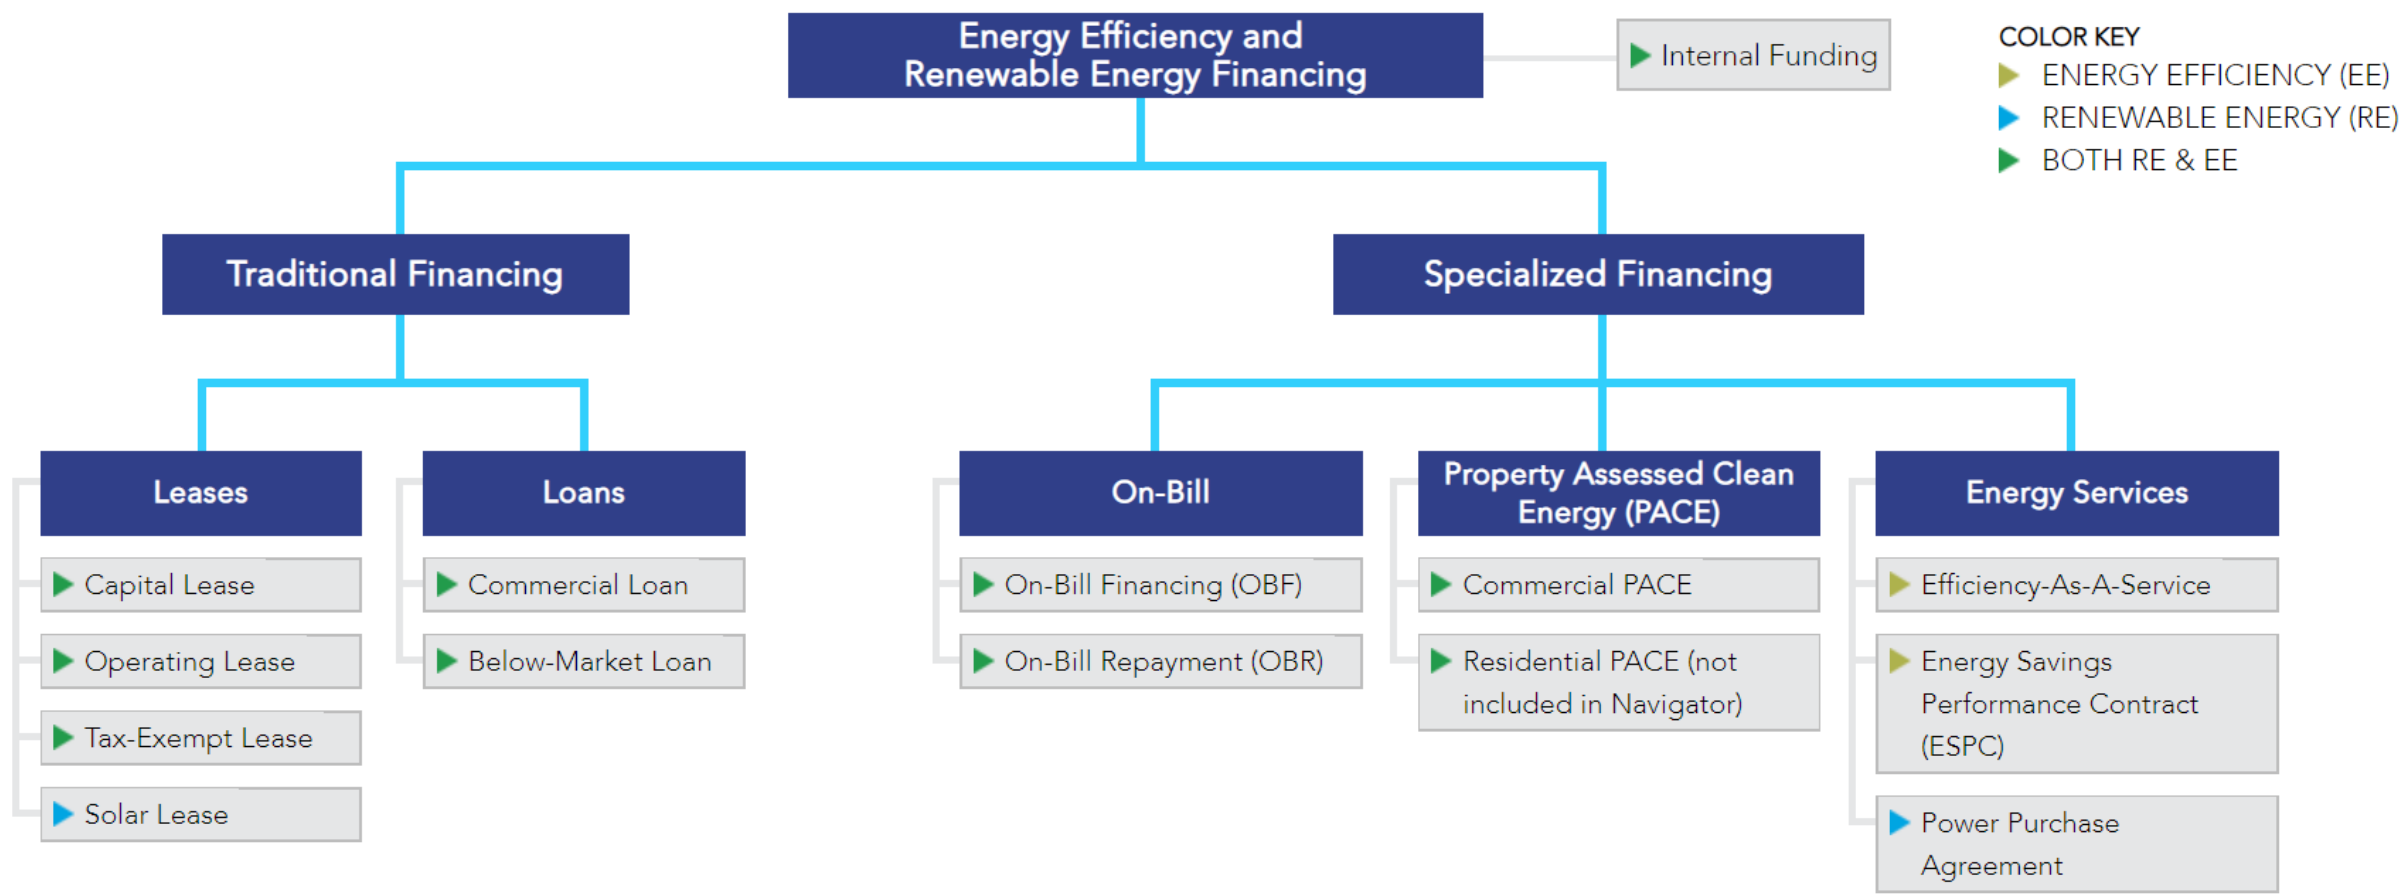 Energy Efficiency and
Renewable Energy Financing
Internal Funding
COLOR KEY
ENERGY EFFICIENCY (EE)
RENEWABLE ENERGY (RE)
BOTH RE & EE
Traditional Financing
Specialized Financing
Leases
Capital Lease
Operating Lease
Tax-Exempt Lease
Solar Lease
Loans
Commercial Loan
Below-Market Loan
On-Bill
On-Bill Financing (OBF)
On-Bill Repayment (OBR)
Property Assessed Clean
Energy (PACE)
Commercial PACE
Residential PACE (not
included in Navigator)
Energy Services
Efficiency-As-A-Service
Energy Savings
Performance Contract
(ESPC)
Power Purchase
Agreement